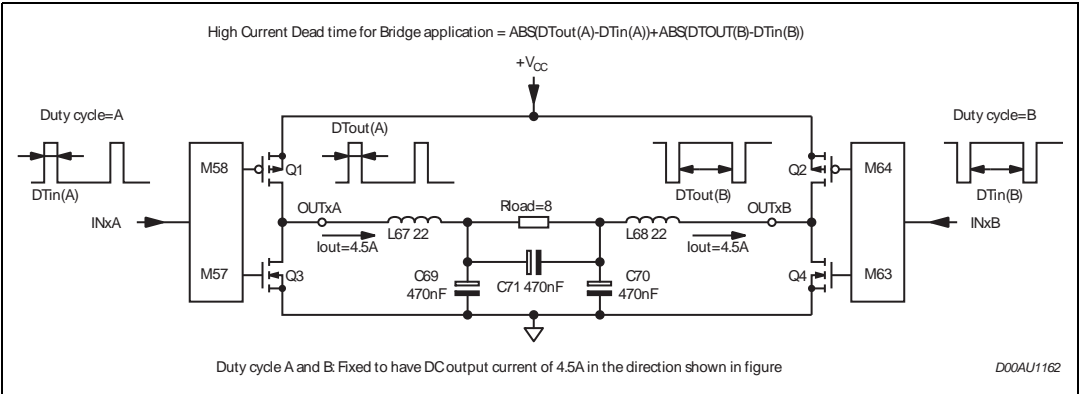 High Current Dead time for Bridge application = ABS(DTout(A)-DTin(A))+ABS(DTOUT(B)-DTin(B))
+VCC
Duty cycle=A
DTout(A)
Duty cycle=B
M58
Q1
Q2
M64
DTin(A)
DTout(B)
DTin(B)
INxA
OUTxA
Rload=8
OUTxB
INxB
L67 22
L68 22
Iout=4.5A
Iout=4.5A
M57
Q3
C69
470nF
C71 470nF
C70
470nF
Q4
M63
Duty cycle A and B: Fixed to have DC output current of 4.5A in the direction shown in figure
D00AU1162